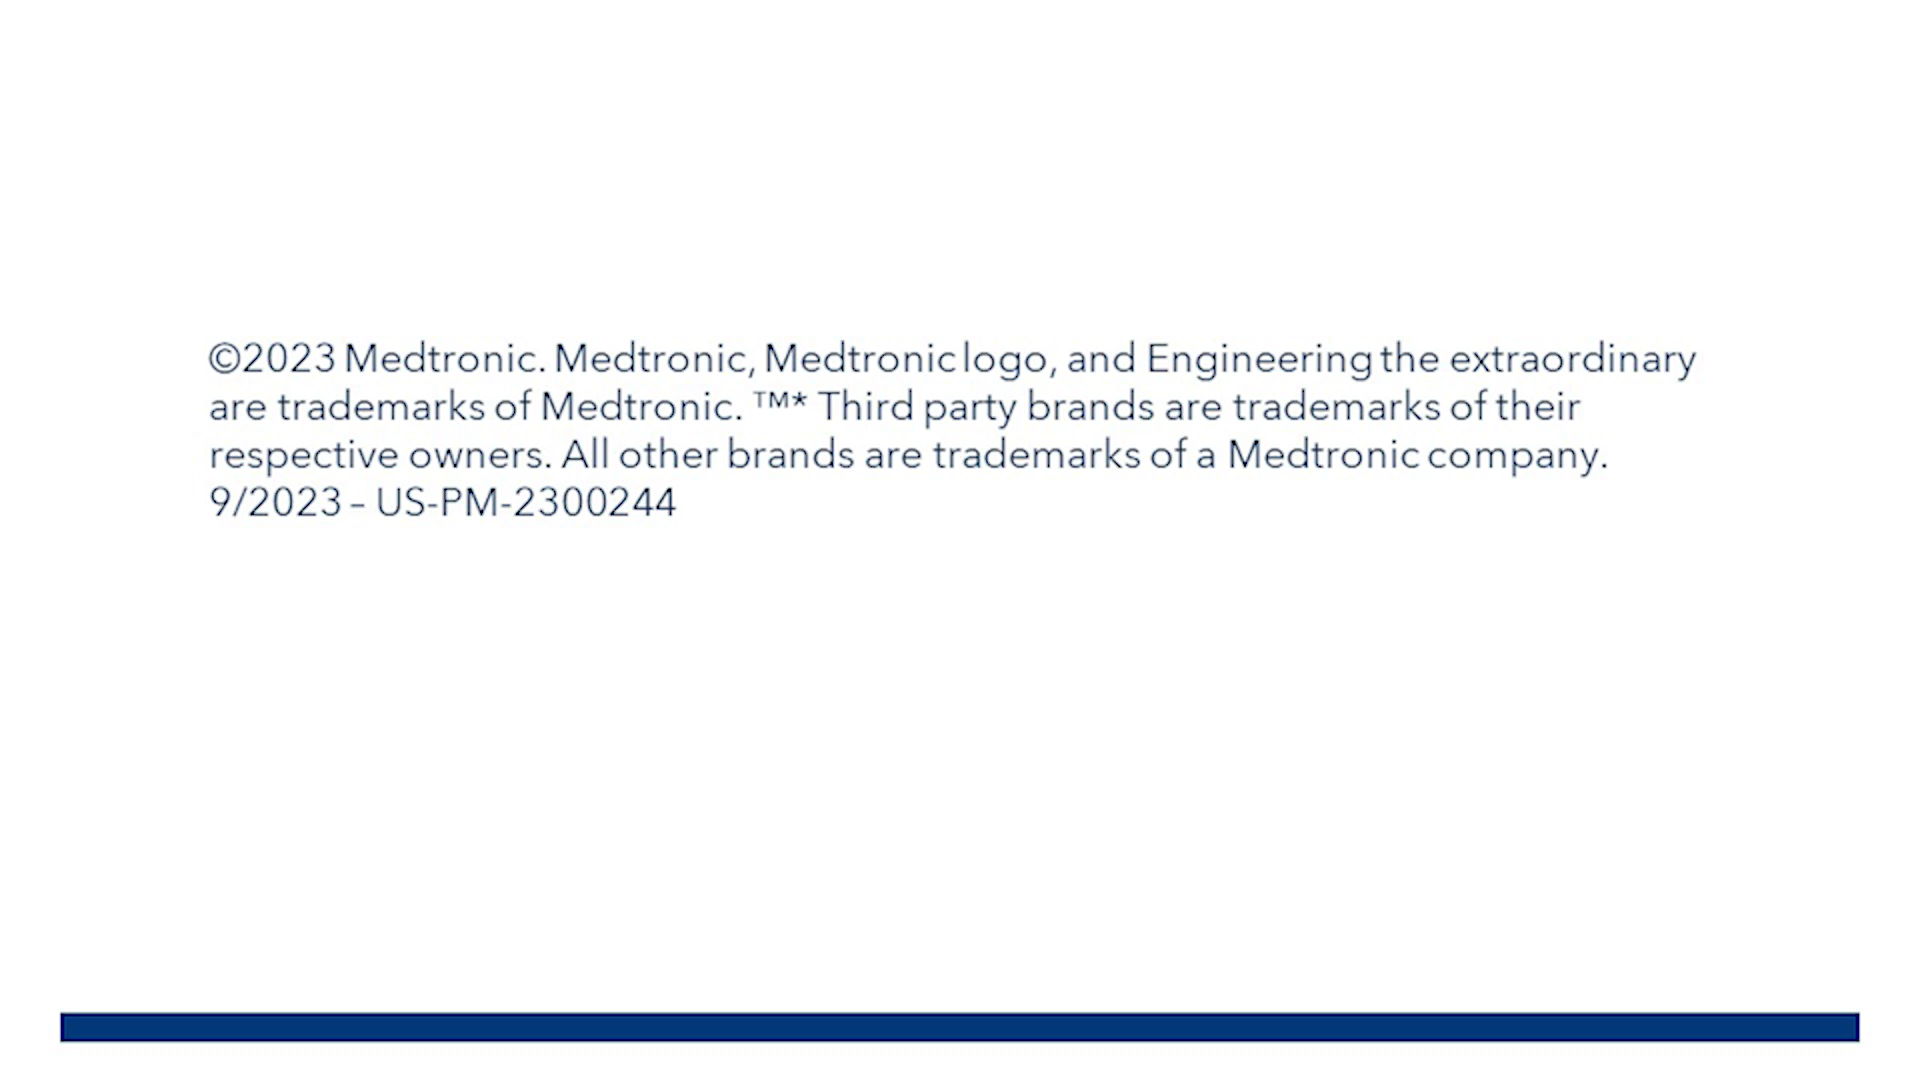 ©2023 Medtronic. Medtronic, Medtronic logo, and Engineering the extraordinary
are trademarks of Medtronic. ™* Third party brands are trademarks of their
respective owners. All other brands are trademarks of a Medtronic company.
9/2023 – US-PM-2300244